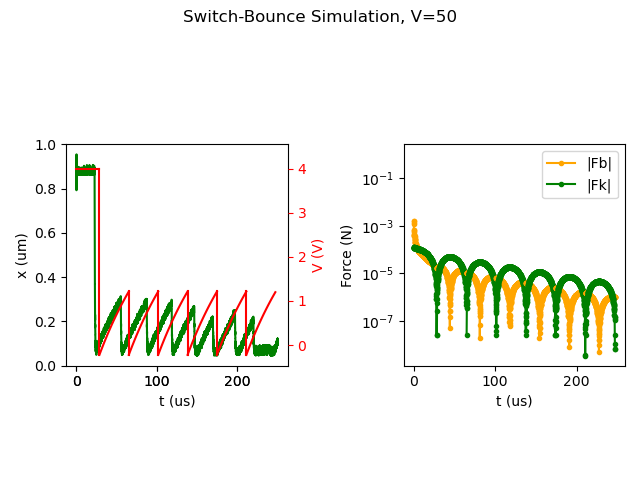 Switch-Bounce Simulation, V=50
1.0
0.8
0.6
0.4
0.2
0.0
x (um)
0
0
100
200
t (us)
4
3
2
1
0
V (V)
10⁻¹
10⁻³
10⁻⁵
10⁻⁷
Force (N)
0
100
200
t (us)
|Fb|
|Fk|